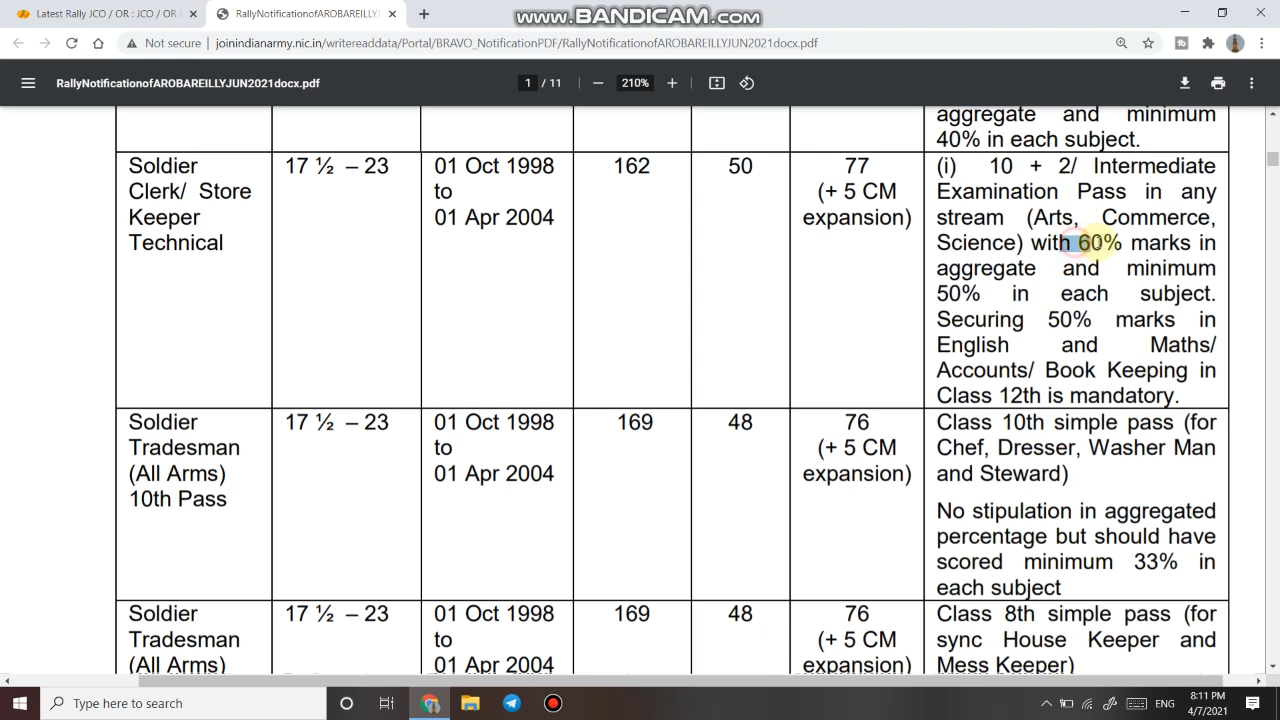 Latest Rally JCO / OR : JCO / OR
RallyNotificationofAROBAREILLYJ
www.BANDICAM.com
Not secure
joinindianarmy.nic.in/writereaddata/Portal/BRAVO_NotificationPDF/RallyNotificationofAROBAREILLYJUN2021docx.pdf
RallyNotificationofAROBAREILLYJUN2021docx.pdf
1 / 11
210%
aggregate and minimum
40% in each subject.
Soldier
Clerk/ Store
Keeper
Technical
17 ½ – 23
01 Oct 1998
to
01 Apr 2004
162
50
77
(+ 5 CM
expansion)
(i) 10 + 2/ Intermediate
Examination Pass in any
stream (Arts, Commerce,
Science) with 60% marks in
aggregate and minimum
50% in each subject.
Securing 50% marks in
English and Maths/
Accounts/ Book Keeping in
Class 12th is mandatory.
Soldier
Tradesman
(All Arms)
10th Pass
17 ½ – 23
01 Oct 1998
to
01 Apr 2004
169
48
76
(+ 5 CM
expansion)
Class 10th simple pass (for
Chef, Dresser, Washer Man
and Steward)
No stipulation in aggregated
percentage but should have
scored minimum 33% in
each subject
Soldier
Tradesman
(All Arms)
17 ½ – 23
01 Oct 1998
to
01 Apr 2004
169
48
76
(+ 5 CM
expansion)
Class 8th simple pass (for
sync House Keeper and
Mess Keeper)
Type here to search
ENG
8:11 PM
4/7/2021